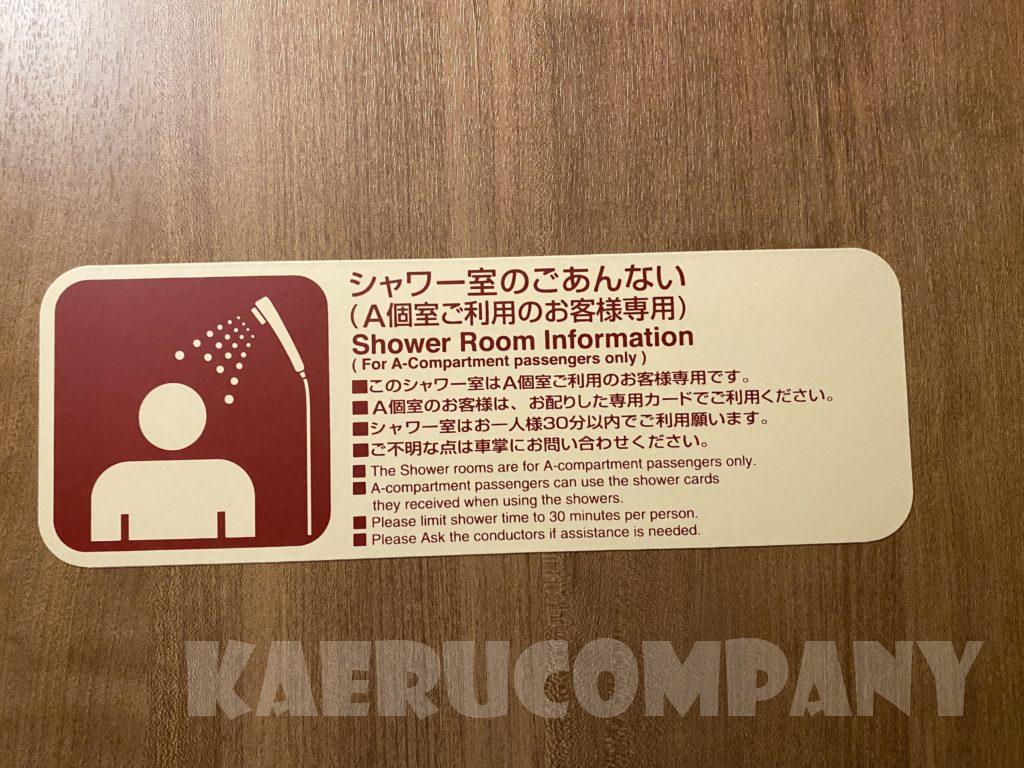 シャワー室のごあんない
（A個室ご利用のお客様専用）
Shower Room Information
( For A-Compartment passengers only )
■このシャワー室はA個室ご利用のお客様専用です。
■A個室のお客様は、お配りした専用カードでご利用ください。
■シャワー室はお一人様30分以内でご利用願います。
■ご不明な点は車掌にお問い合わせください。
■ The Shower rooms are for A-compartment passengers only.
■ A-compartment passengers can use the shower cards
they received when using the showers.
■ Please limit shower time to 30 minutes per person.
■ Please Ask the conductors if assistance is needed.
KAERUCOMPANY